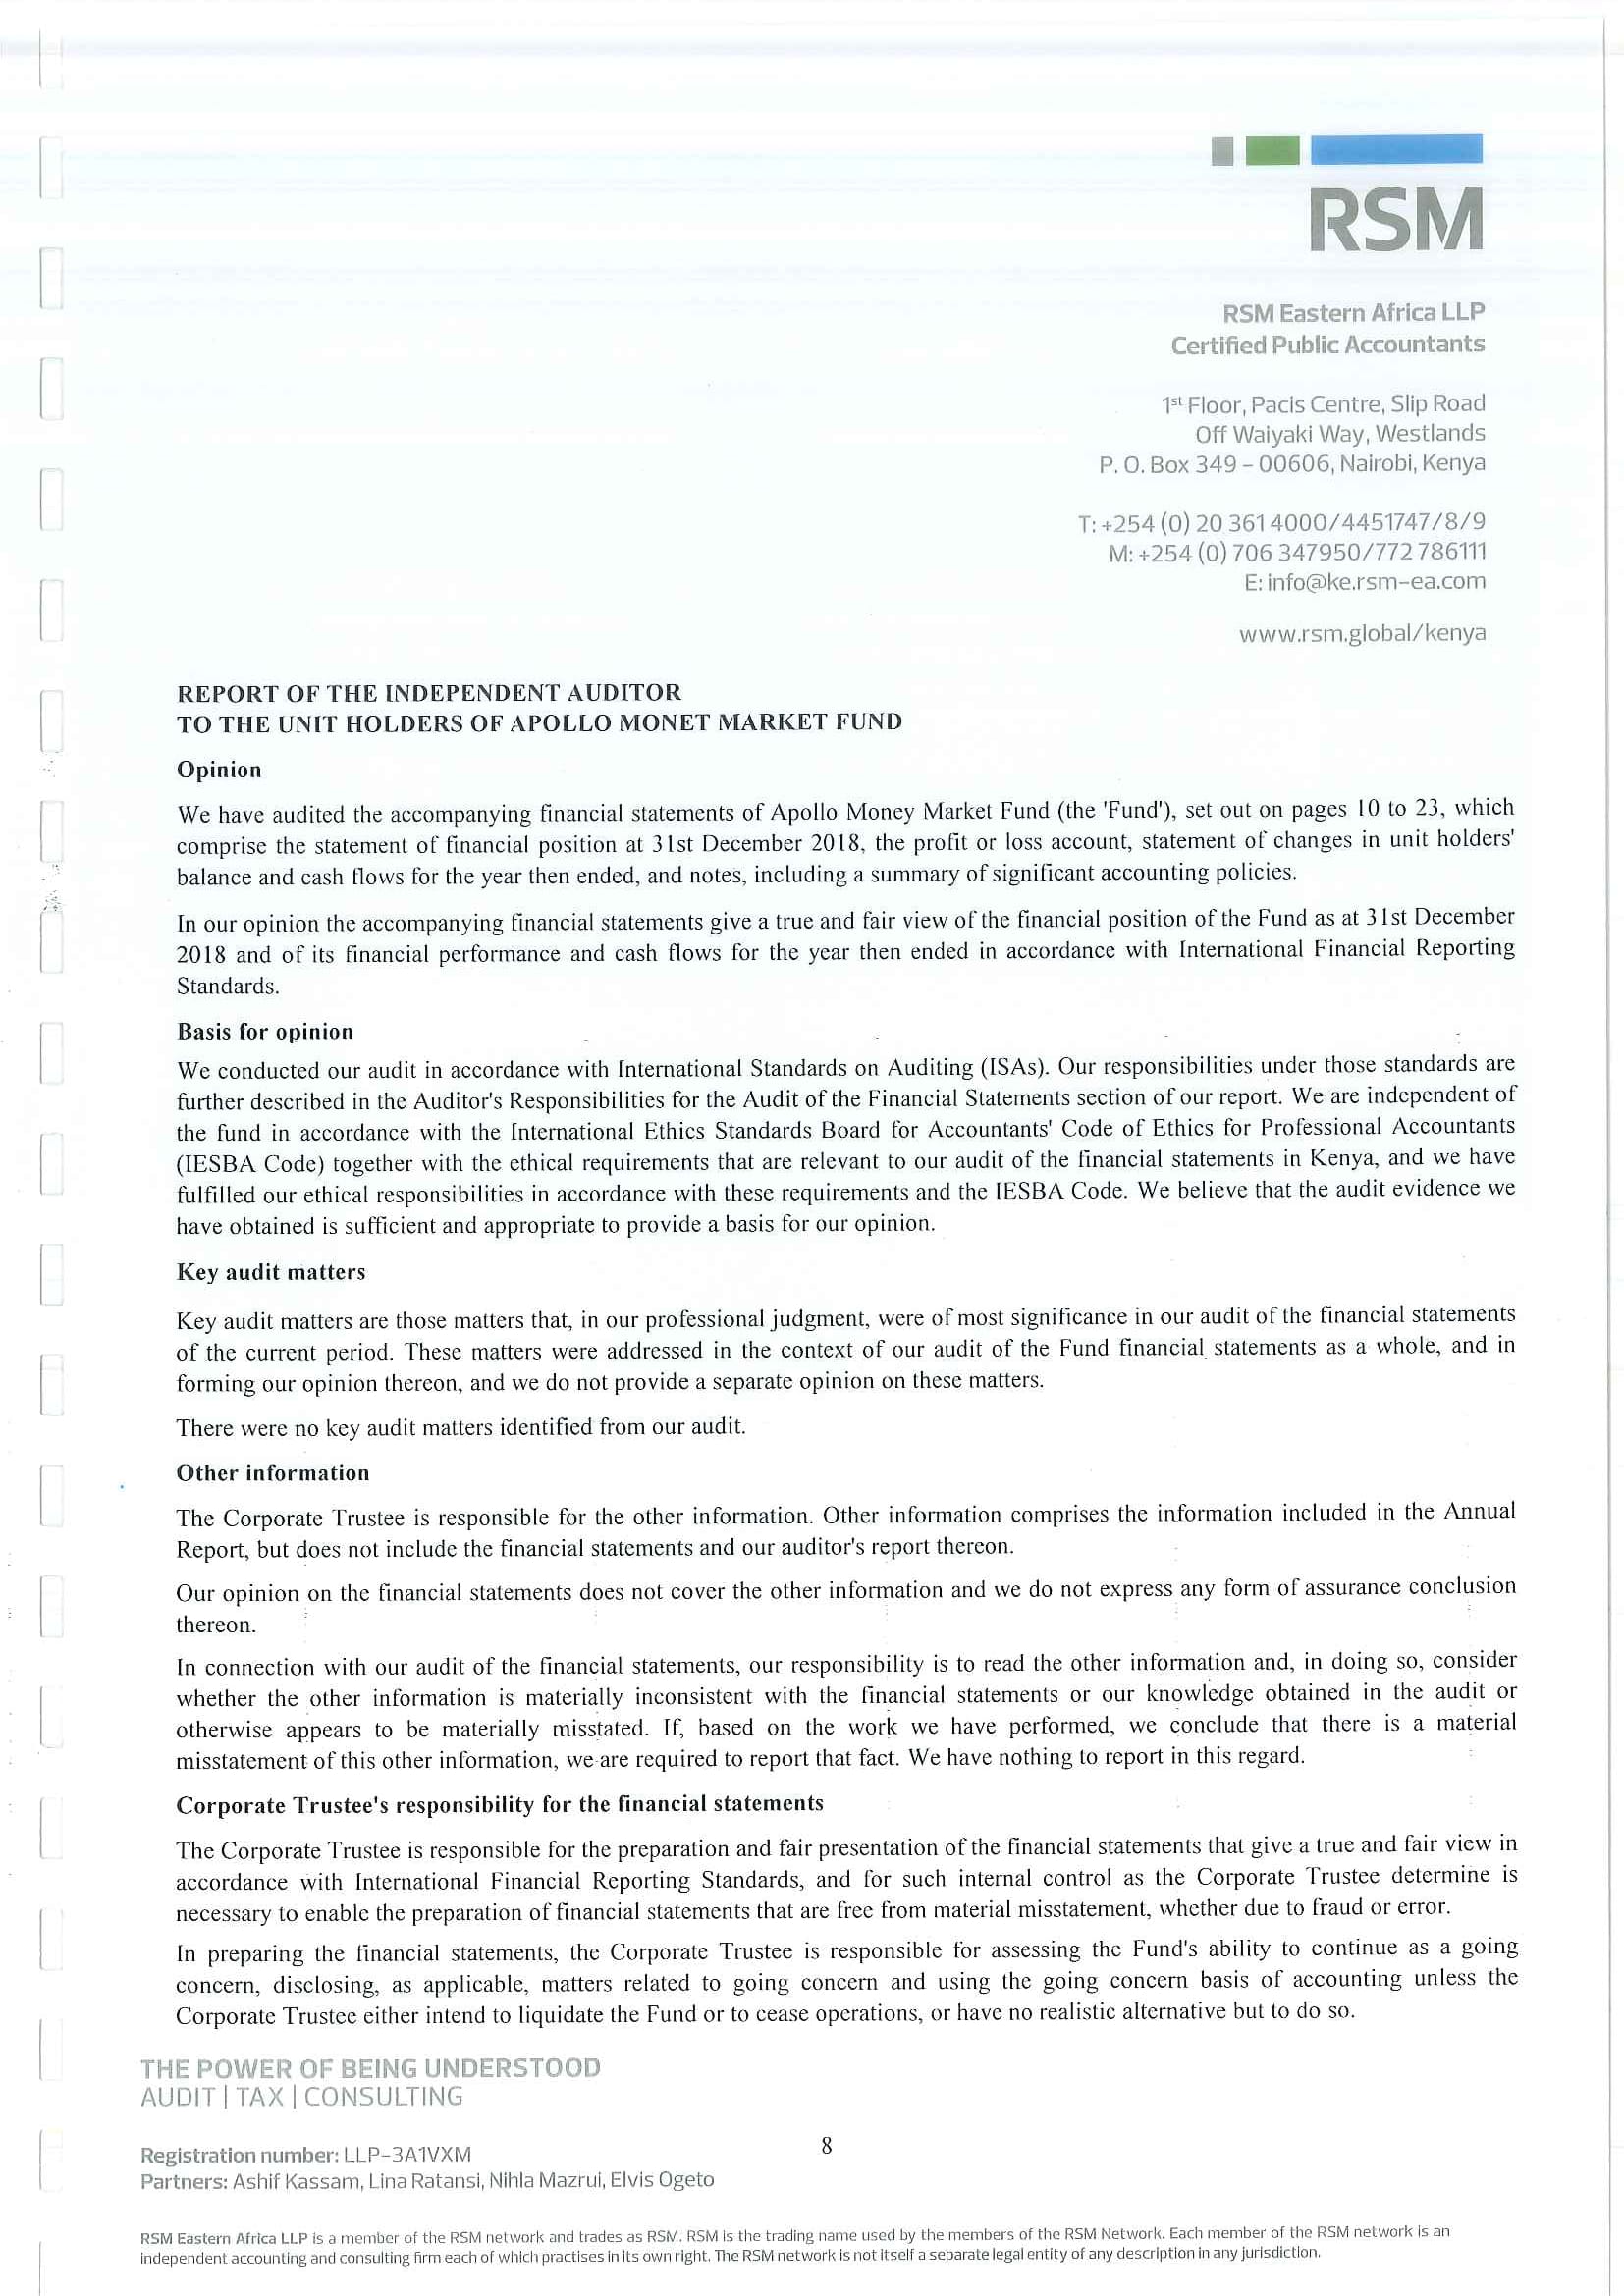 RSM
RSM Eastern Africa LLP
Certified Public Accountants
1st Floor, Pacis Centre, Slip Road
Off Waiyaki Way, Westlands
P. O. Box 349 – 00606, Nairobi, Kenya
T: +254 (0) 20 361 4000/4451747/8/9
M: +254 (0) 706 347950/772 786111
E: info@ke.rsm-ea.com
www.rsm.global/kenya
REPORT OF THE INDEPENDENT AUDITOR
TO THE UNIT HOLDERS OF APOLLO MONET MARKET FUND
Opinion
We have audited the accompanying financial statements of Apollo Money Market Fund (the 'Fund'), set out on pages 10 to 23, which
comprise the statement of financial position at 31st December 2018, the profit or loss account, statement of changes in unit holders'
balance and cash flows for the year then ended, and notes, including a summary of significant accounting policies.
In our opinion the accompanying financial statements give a true and fair view of the financial position of the Fund as at 31st December
2018 and of its financial performance and cash flows for the year then ended in accordance with International Financial Reporting
Standards.
Basis for opinion
We conducted our audit in accordance with International Standards on Auditing (ISAs). Our responsibilities under those standards are
further described in the Auditor's Responsibilities for the Audit of the Financial Statements section of our report. We are independent of
the fund in accordance with the International Ethics Standards Board for Accountants' Code of Ethics for Professional Accountants
(IESBA Code) together with the ethical requirements that are relevant to our audit of the financial statements in Kenya, and we have
fulfilled our ethical responsibilities in accordance with these requirements and the IESBA Code. We believe that the audit evidence we
have obtained is sufficient and appropriate to provide a basis for our opinion.
Key audit matters
Key audit matters are those matters that, in our professional judgment, were of most significance in our audit of the financial statements
of the current period. These matters were addressed in the context of our audit of the Fund financial statements as a whole, and in
forming our opinion thereon, and we do not provide a separate opinion on these matters.
There were no key audit matters identified from our audit.
Other information
The Corporate Trustee is responsible for the other information. Other information comprises the information included in the Annual
Report, but does not include the financial statements and our auditor's report thereon.
Our opinion on the financial statements does not cover the other information and we do not express any form of assurance conclusion
thereon.
In connection with our audit of the financial statements, our responsibility is to read the other information and, in doing so, consider
whether the other information is materially inconsistent with the financial statements or our knowledge obtained in the audit or
otherwise appears to be materially misstated. If, based on the work we have performed, we conclude that there is a material
misstatement of this other information, we are required to report that fact. We have nothing to report in this regard.
Corporate Trustee's responsibility for the financial statements
The Corporate Trustee is responsible for the preparation and fair presentation of the financial statements that give a true and fair view in
accordance with International Financial Reporting Standards, and for such internal control as the Corporate Trustee determine is
necessary to enable the preparation of financial statements that are free from material misstatement, whether due to fraud or error.
In preparing the financial statements, the Corporate Trustee is responsible for assessing the Fund's ability to continue as a going
concern, disclosing, as applicable, matters related to going concern and using the going concern basis of accounting unless the
Corporate Trustee either intend to liquidate the Fund or to cease operations, or have no realistic alternative but to do so.
THE POWER OF BEING UNDERSTOOD
AUDIT | TAX | CONSULTING
8
Registration number: LLP-3A1VXM
Partners: Ashif Kassam, Lina Ratansi, Nihla Mazrui, Elvis Ogeto
RSM Eastern Africa LLP is a member of the RSM network and trades as RSM. RSM is the trading name used by the members of the RSM Network. Each member of the RSM network is an
independent accounting and consulting firm each of which practises in its own right. The RSM network is not itself a separate legal entity of any description in any jurisdiction.